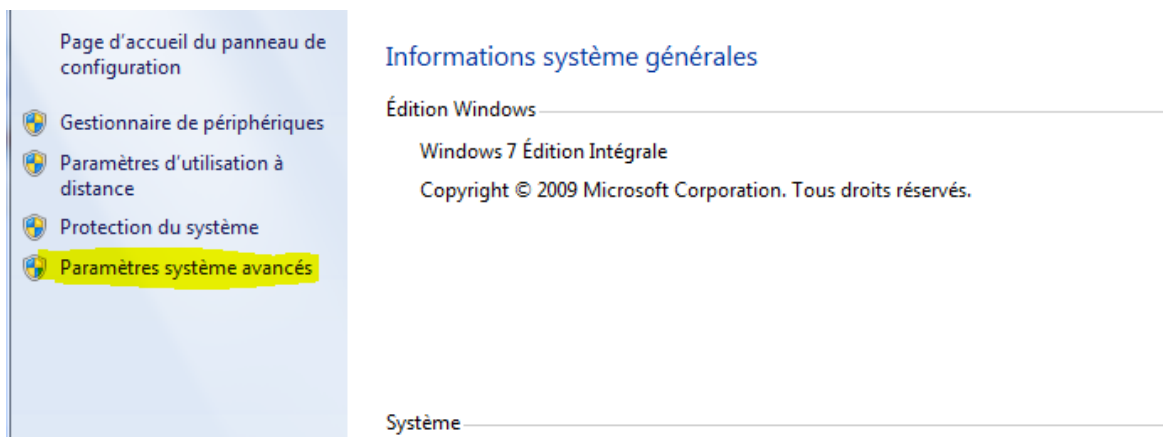 Page d'accueil du panneau de
configuration
Gestionnaire de périphériques
Paramètres d'utilisation à
distance
Protection du système
Paramètres système avancés
Informations système générales
Édition Windows
Windows 7 Édition Intégrale
Copyright © 2009 Microsoft Corporation. Tous droits réservés.
Système